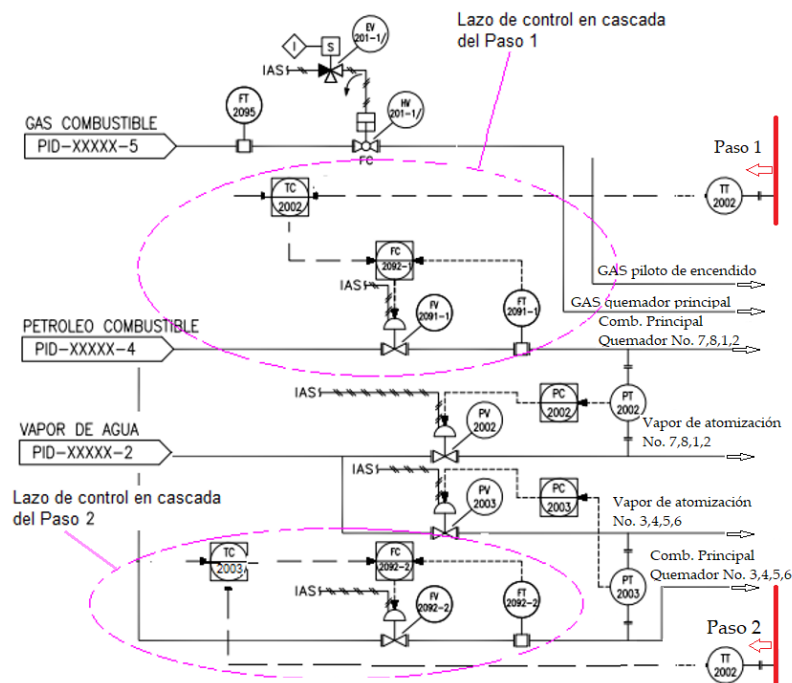 Lazo de control en cascada
del Paso 1
EV
201-1/
I
S
IAS
FT
2095
HV
201-1/
GAS COMBUSTIBLE
PID-XXXXX-5
FC
Paso 1
TC
2002
TT
2002
FC
2092-1
GAS piloto de encendido
IAS
FV
2091-1
FT
2091-1
GAS quemador principal
PETROLEO COMBUSTIBLE
PID-XXXXX-4
Comb. Principal
Quemador No. 7,8,1,2
IAS
PC
2002
PT
2002
PV
2002
VAPOR DE AGUA
PID-XXXXX-2
Vapor de atomización
No. 7,8,1,2
IAS
PV
2003
PC
2003
Lazo de control en cascada
del Paso 2
Vapor de atomización
No. 3,4,5,6
TC
2003A
FC
2092-2
Comb. Principal
Quemador No. 3,4,5,6
IAS
FV
2092-2
FT
2092-2
PT
2003
Paso 2
TT
2002